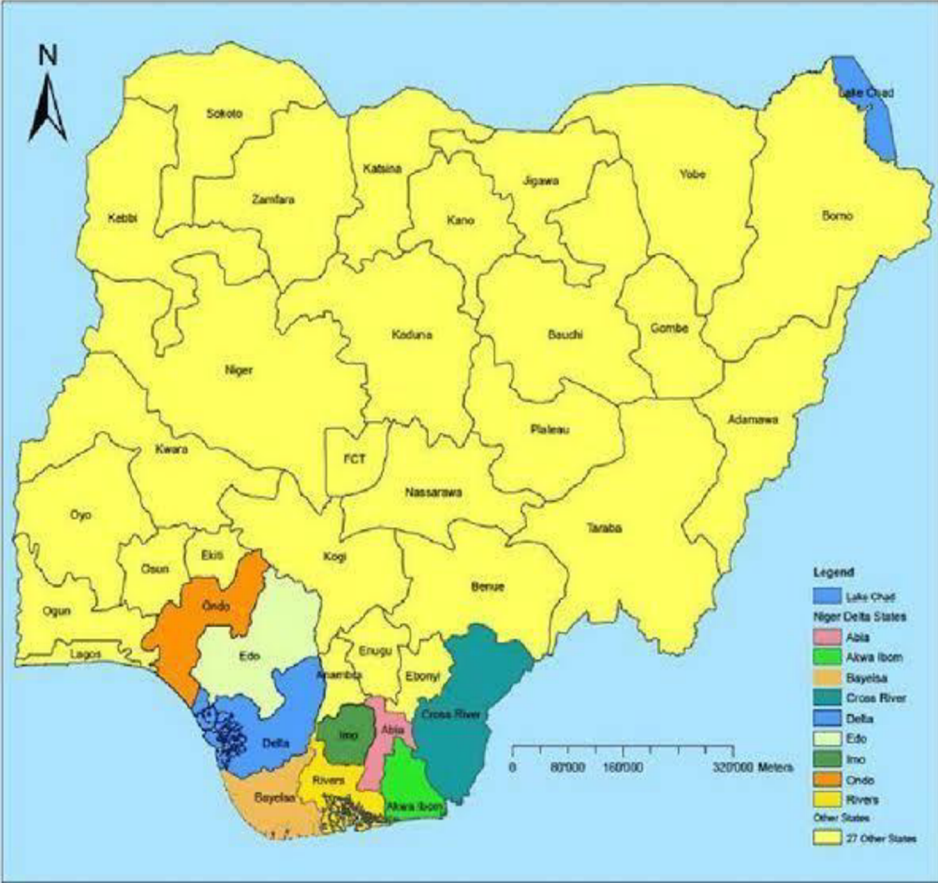 N
Lake Chad
Sokoto
Katsina
Yobe
Jigawa
Zamfara
Kebbi
Kano
Borno
Kaduna
Bauchi
Gombe
Niger
Adamawa
Plateau
Kwara
FCT
Nassarawa
Oyo
Taraba
Kogi
Ekiti
Osun
Benue
Ondo
Ogun
Enugu
Lagos
Edo
Anambra
Ebonyi
Cross River
Abia
Imo
Delta
Rivers
Bayelsa
Akwa Ibom
0 80'000 160'000 320'000 Meters
Legend
Lake Chad
Niger Delta States
Abia
Akwa Ibom
Bayelsa
Cross River
Delta
Edo
Imo
Ondo
Rivers
Other States
27 Other States